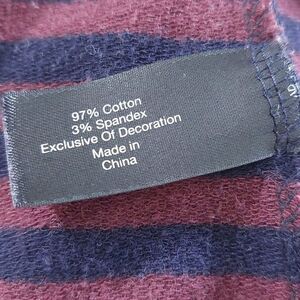 97% Cotton
3% Spandex
Exclusive Of Decoration
Made in
China